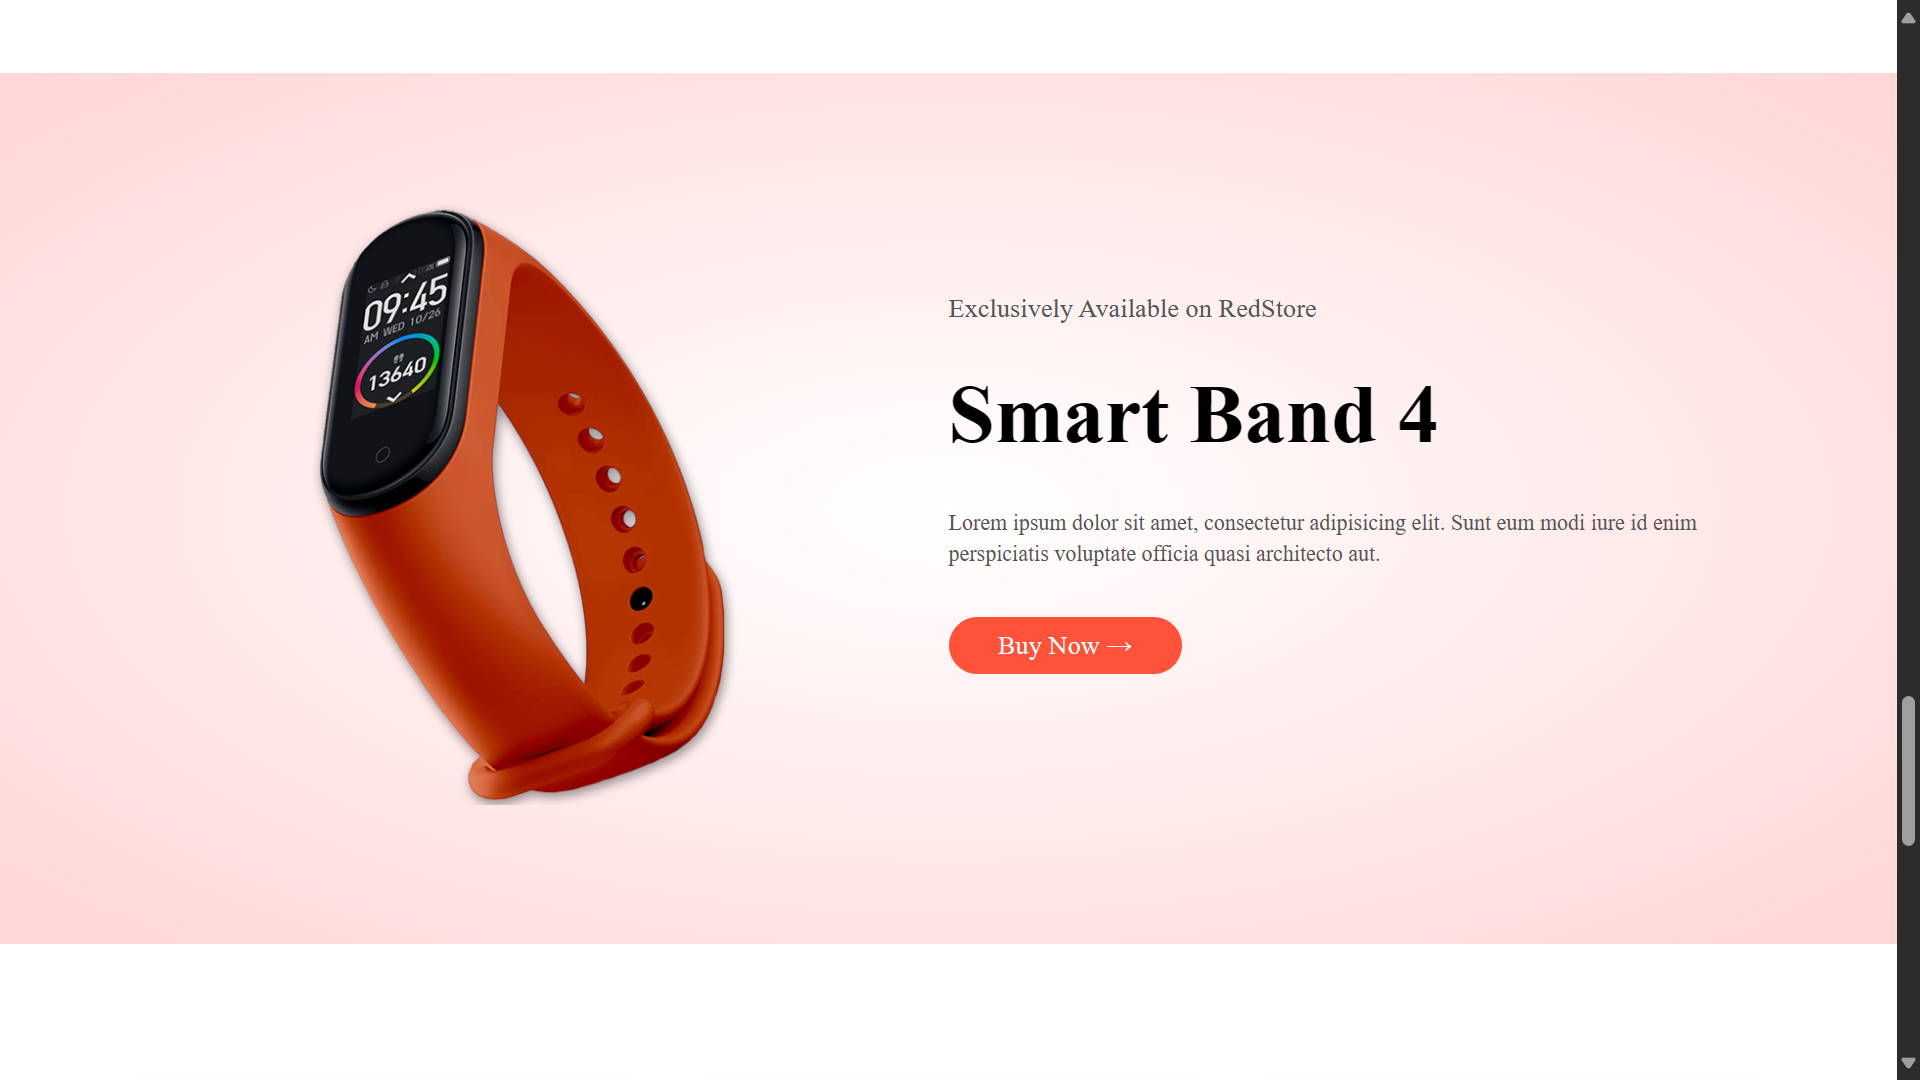 09:45
AM WED 10/26
13640
Exclusively Available on RedStore
Smart Band 4
Lorem ipsum dolor sit amet, consectetur adipisicing elit. Sunt eum modi iure id enim
perspiciatis voluptate officia quasi architecto aut.
Buy Now →